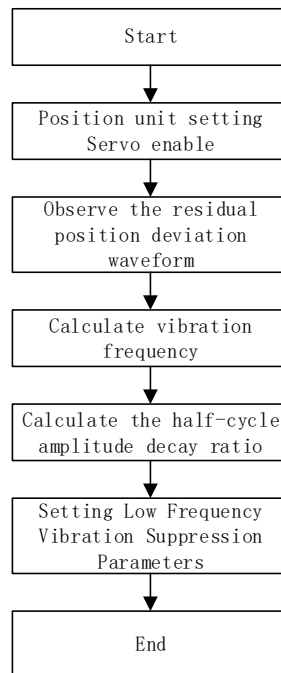 Start
Position unit setting
Servo enable
Observe the residual
position deviation
waveform
Calculate vibration
frequency
Calculate the half-cycle
amplitude decay ratio
Setting Low Frequency
Vibration Suppression
Parameters
End